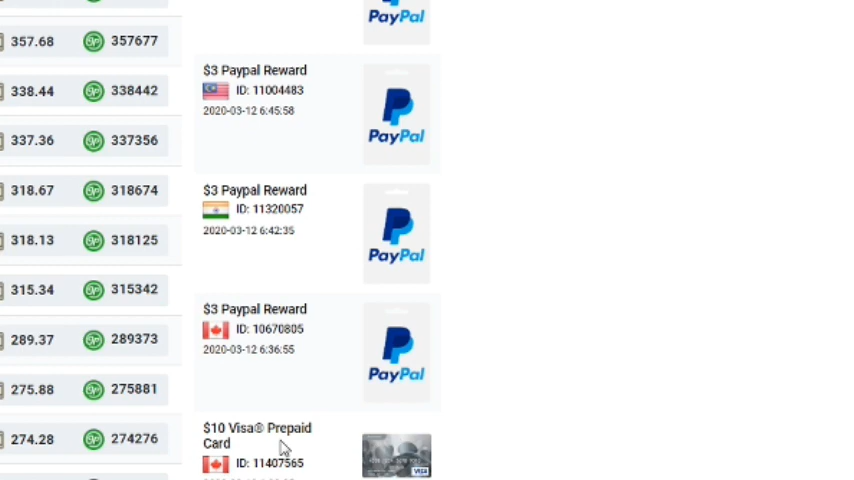 PayPal
357.68 357677
$3 Paypal Reward
ID: 11004483
2020-03-12 6:45:58
PayPal
338.44 338442
337.36 337356
$3 Paypal Reward
ID: 11320057
2020-03-12 6:42:35
PayPal
318.67 318674
318.13 318125
315.34 315342
$3 Paypal Reward
ID: 10670805
2020-03-12 6:36:55
PayPal
289.37 289373
275.88 275881
$10 Visa® Prepaid
Card
ID: 11407565
VISA
274.28 274276